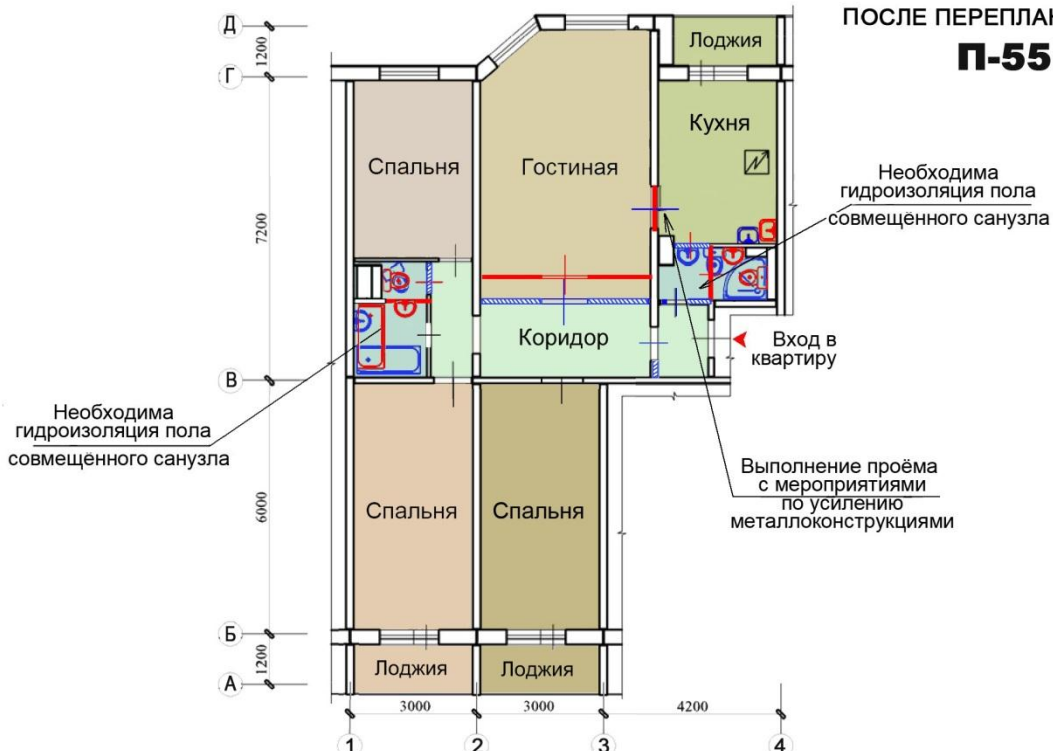 ПОСЛЕ ПЕРЕПЛАН
П-55
Д
1200
Г
7200
В
6000
Б
1200
А
Лоджия
Кухня
Спальня
Гостиная
Необходима
гидроизоляция пола
совмещённого санузла
Коридор
Вход в
квартиру
Необходима
гидроизоляция пола
совмещённого санузла
Выполнение проёма
с мероприятиями
по усилению
металлоконструкциями
Спальня
Спальня
Лоджия
Лоджия
3000
3000
4200
1
2
3
4